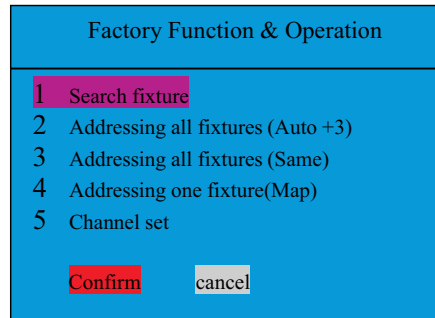 Factory Function & Operation
1 Search fixture
2 Addressing all fixtures (Auto +3)
3 Addressing all fixtures (Same)
4 Addressing one fixture(Map)
5 Channel set
Confirm cancel